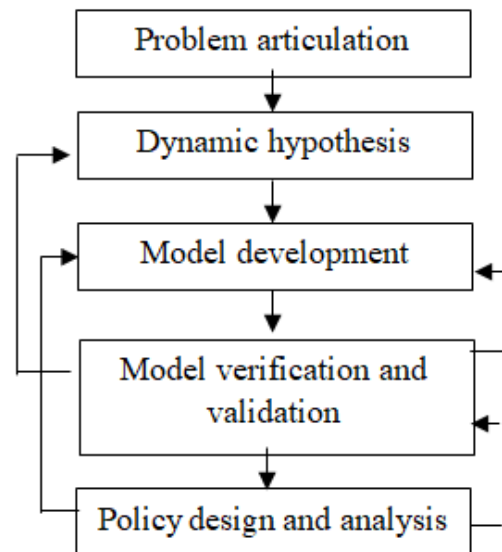 Problem articulation
Dynamic hypothesis
Model development
Model verification and
validation
Policy design and analysis